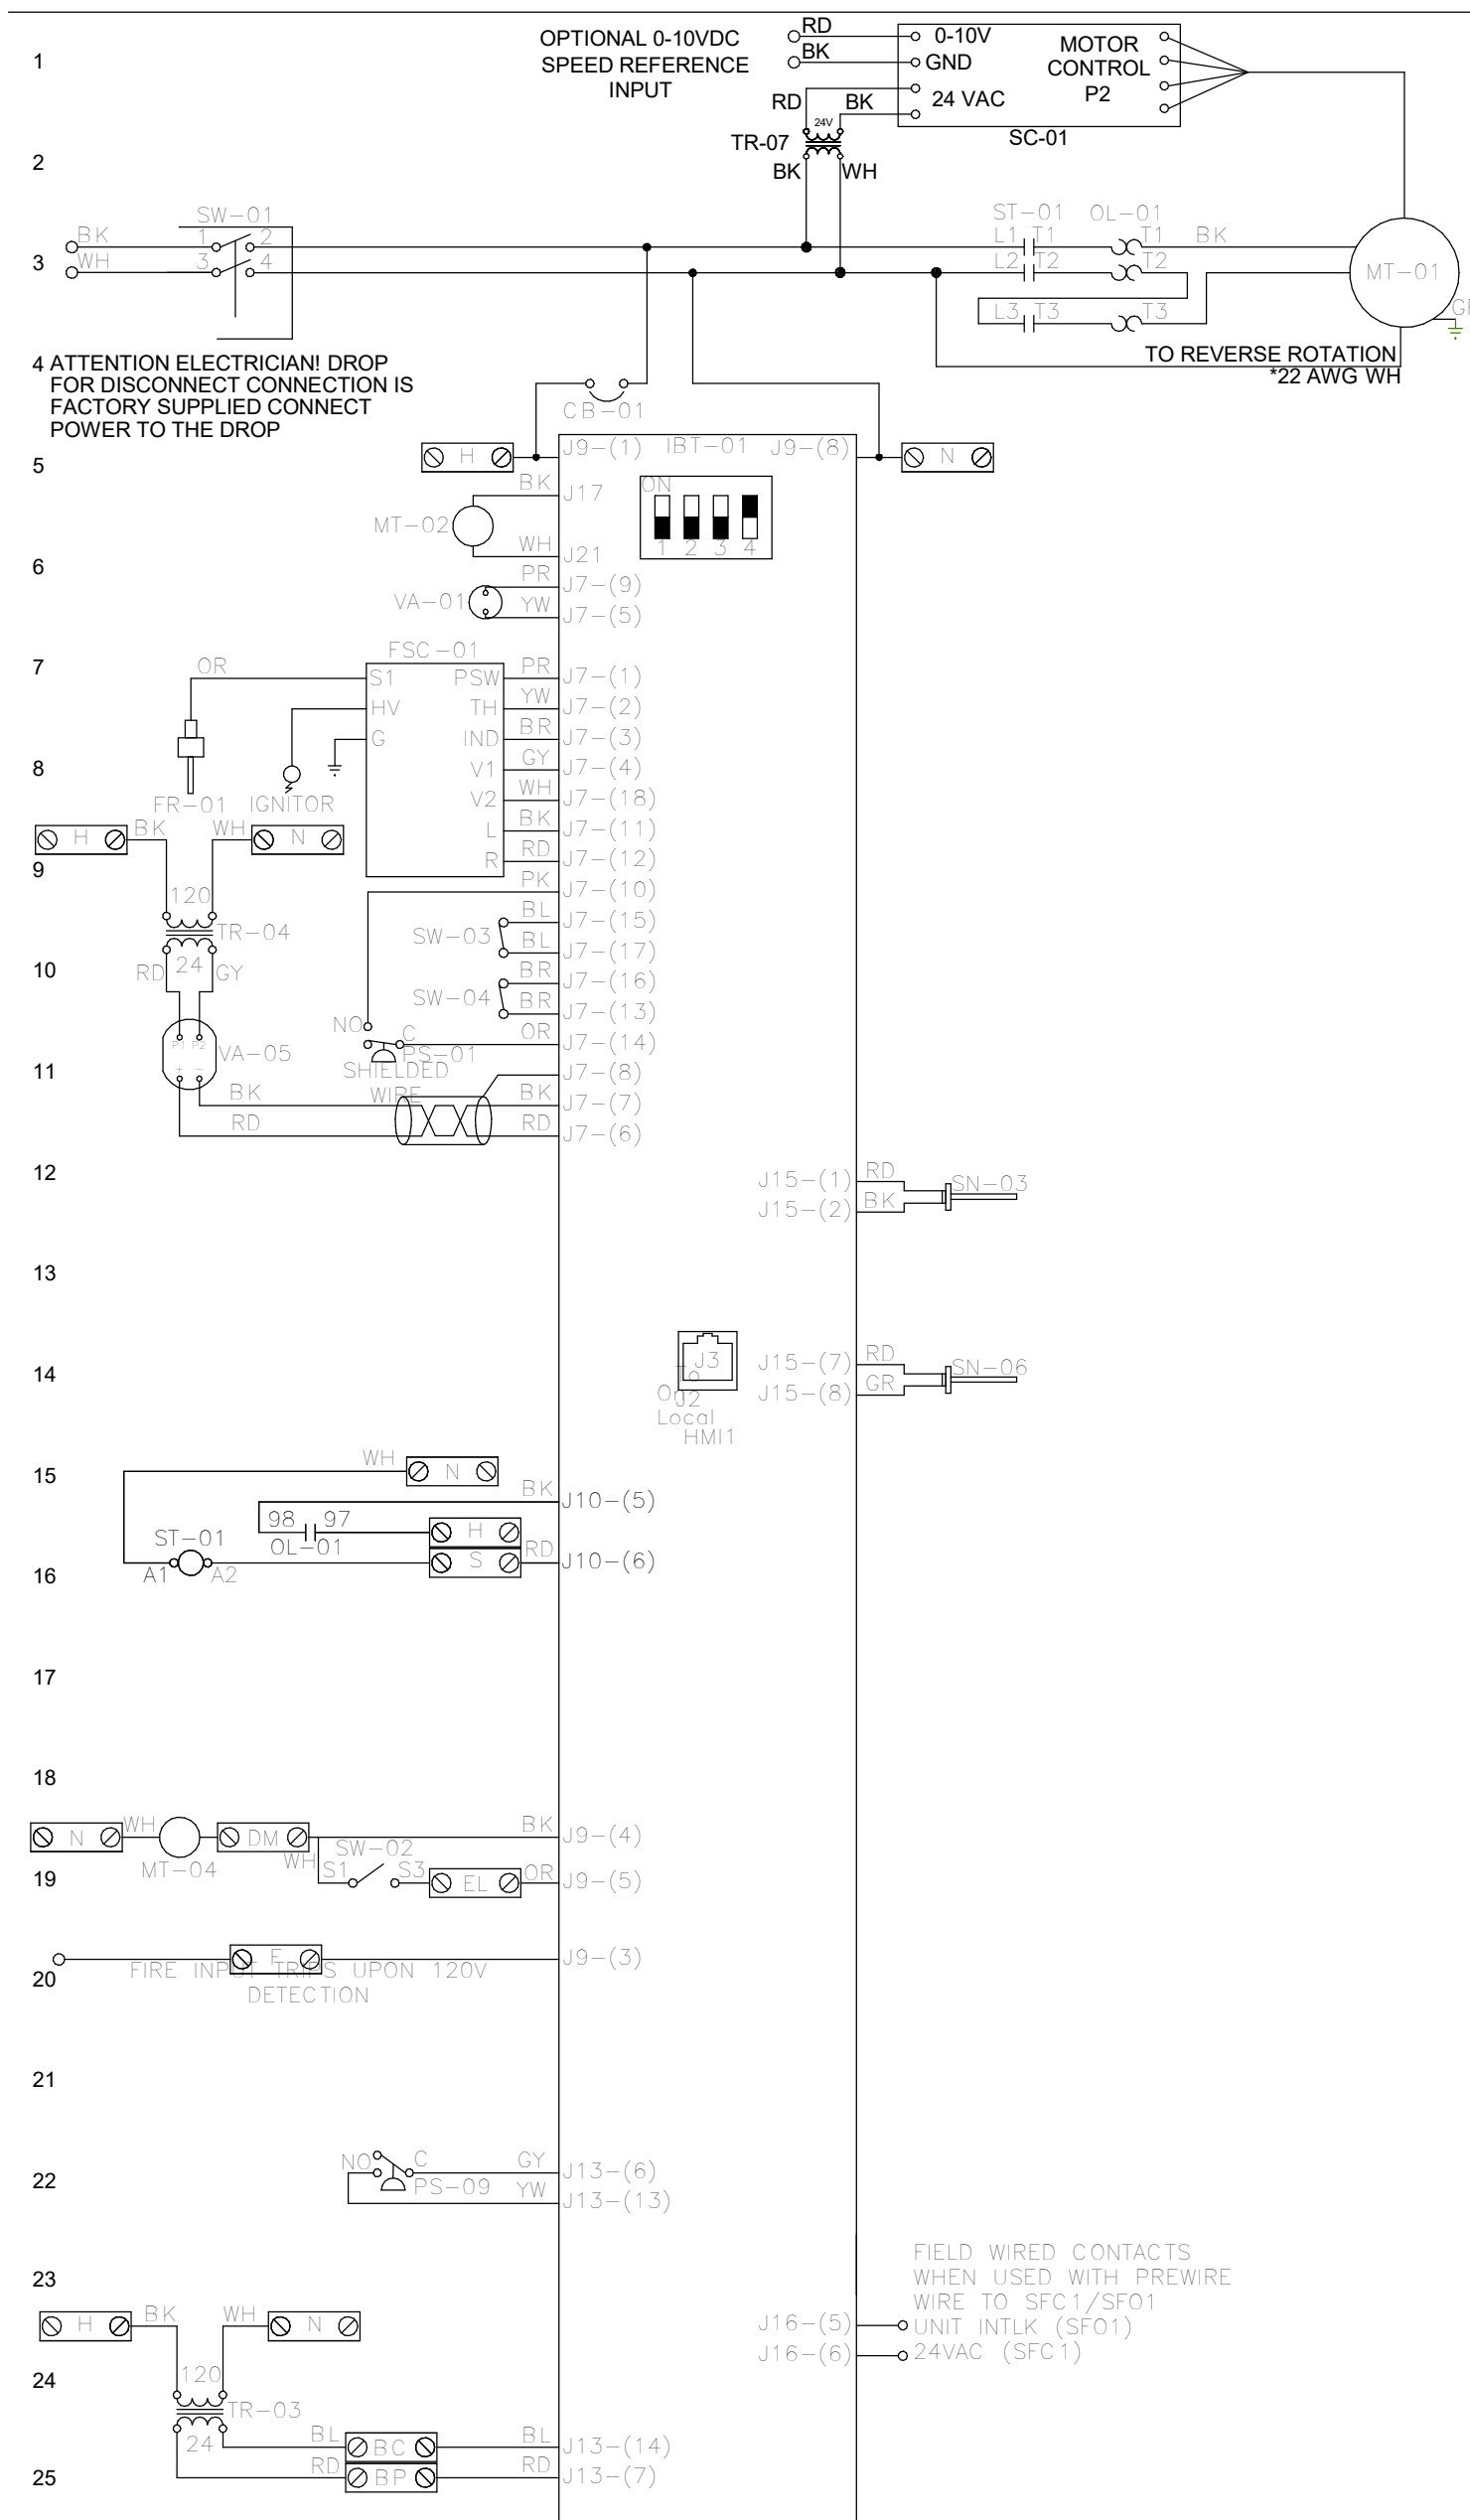 1
OPTIONAL 0-10VDC
SPEED REFERENCE
INPUT
RD
BK
0-10V
GND
24 VAC
MOTOR
CONTROL
P2
RD
BK
24V
SC-01
TR-07
2
BK
WH
SW-01
ST-01
OL-01
BK
1
2
L1
T1
T1
BK
3
WH
3
4
L2
T2
T2
MT-01
L3
T3
T3
4
ATTENTION ELECTRICIAN! DROP
FOR DISCONNECT CONNECTION IS
FACTORY SUPPLIED CONNECT
POWER TO THE DROP
TO REVERSE ROTATION
*22 AWG WH
CB-01
5
H
J9-(1)
IBT-01
J9-(8)
N
BK
J17
ON
1 2 3 4
MT-02
WH
J21
6
PR
J7-(9)
VA-01
YW
J7-(5)
7
FSC-01
OR
S1
PSW
PR
J7-(1)
HV
TH
YW
J7-(2)
G
IND
BR
J7-(3)
8
V1
GY
J7-(4)
FR-01
IGNITOR
V2
WH
J7-(18)
H
BK
WH
N
L
BK
J7-(11)
9
R
RD
J7-(12)
PK
J7-(10)
120
TR-04
24
BL
J7-(15)
SW-03
BL
J7-(17)
10
RD
GY
BR
J7-(16)
SW-04
BR
J7-(13)
NO
C
PS-01
OR
J7-(14)
P1 P2
VA-05
+ -
11
SHIELDED
WIRE
J7-(8)
BK
BK
J7-(7)
RD
RD
J7-(6)
12
J15-(1)
RD
SN-03
J15-(2)
BK
13
14
J3
To
J2
On
Local
HMI1
J15-(7)
RD
SN-06
J15-(8)
GR
15
WH
N
BK
J10-(5)
98
97
H
OL-01
ST-01
A1
A2
S
RD
J10-(6)
16
17
18
N
WH
MT-04
DM
BK
J9-(4)
19
WH
SW-02
S1
S3
EL
OR
J9-(5)
20
F
J9-(3)
FIRE INPUT TRIPS UPON 120V
DETECTION
21
22
NO
C
PS-09
GY
J13-(6)
YW
J13-(13)
23
FIELD WIRED CONTACTS
WHEN USED WITH PREWIRE
WIRE TO SFC1/SFO1
J16-(5)
UNIT INTLK (SFO1)
J16-(6)
24VAC (SFC1)
H
BK
WH
N
24
120
TR-03
24
BL
BC
BL
J13-(14)
25
RD
BP
RD
J13-(7)